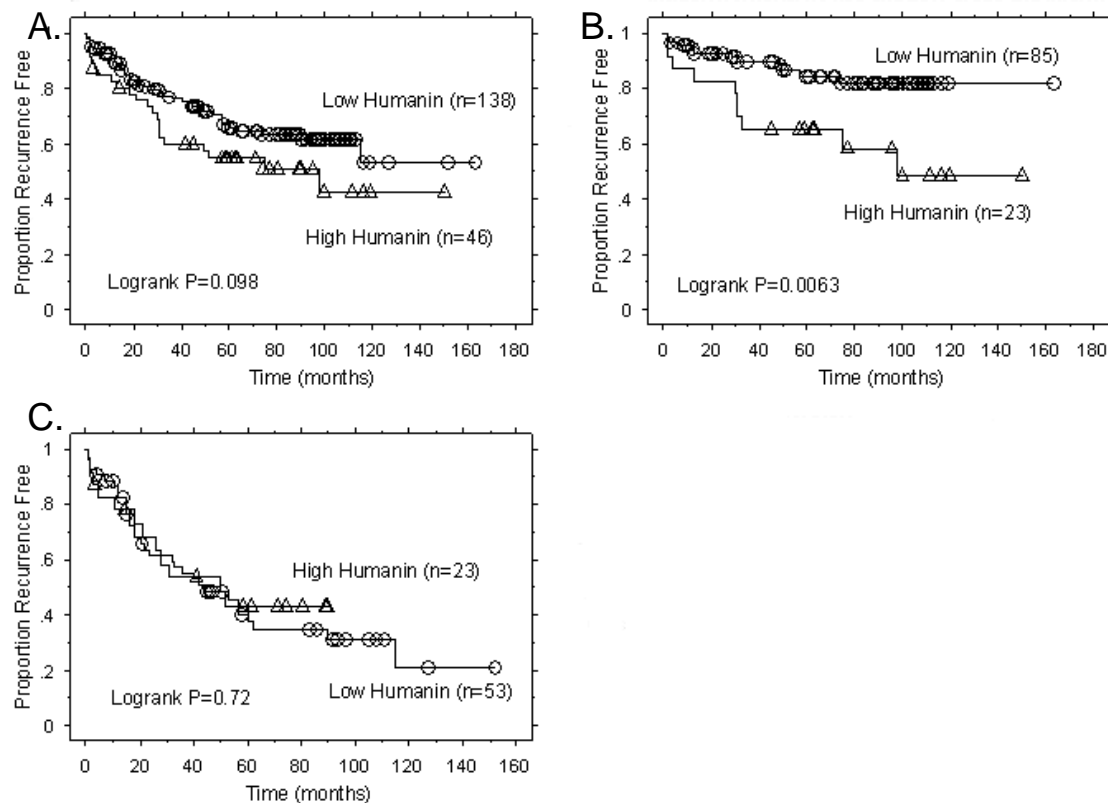 A.
1
.8
.6
.4
.2
0
Proportion Recurrence Free
Low Humanin (n=138)
High Humanin (n=46)
Logrank P=0.098
0 20 40 60 80 100 120 140 160 180
Time (months)
B.
1
.8
.6
.4
.2
0
Proportion Recurrence Free
Low Humanin (n=85)
High Humanin (n=23)
Logrank P=0.0063
0 20 40 60 80 100 120 140 160 180
Time (months)
C.
1
.8
.6
.4
.2
0
Proportion Recurrence Free
High Humanin (n=23)
Low Humanin (n=53)
Logrank P=0.72
0 20 40 60 80 100 120 140 160
Time (months)